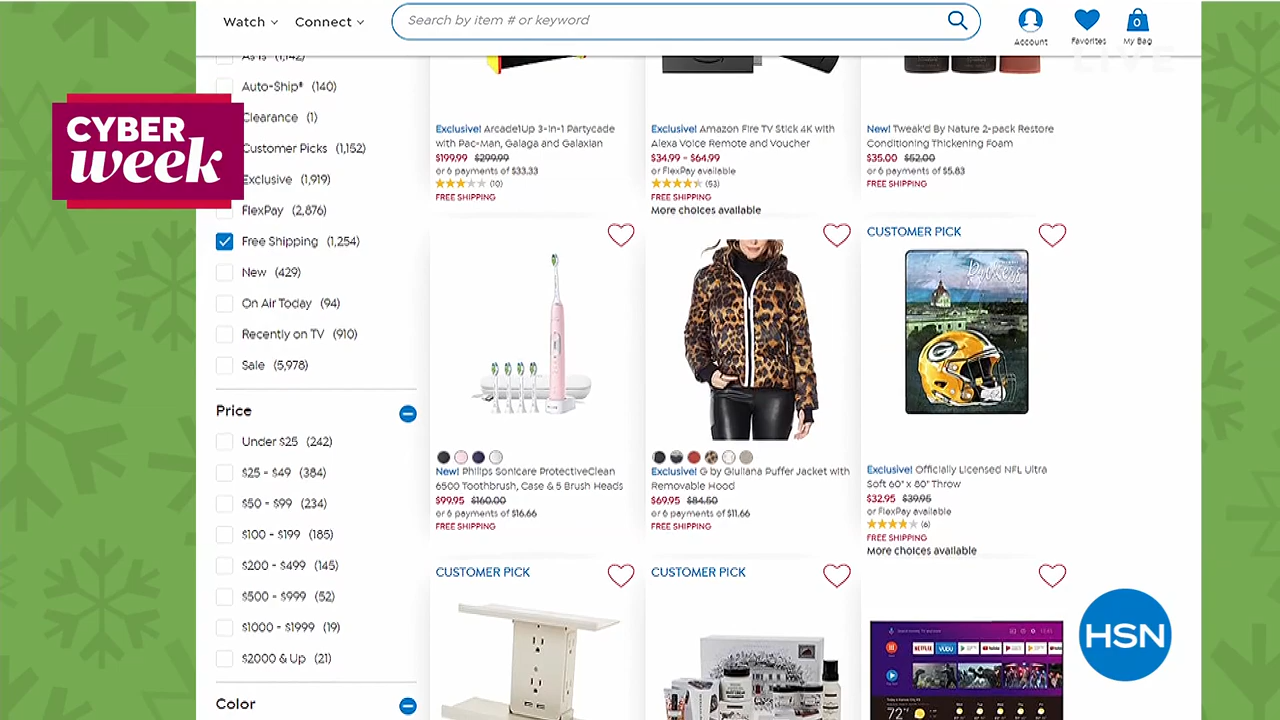 Watch
Connect
Search by item # or keyword
Account
Favorites
0
My Bag
LIVE
CYBER
week
As Is (1,142)
Auto-Ship® (140)
Clearance (1)
Customer Picks (1,152)
Exclusive (1,919)
FlexPay (2,876)
Free Shipping (1,254)
New (429)
On Air Today (94)
Recently on TV (910)
Sale (5,978)
Price
Under $25 (242)
$25 - $49 (384)
$50 - $99 (234)
$100 - $199 (185)
$200 - $499 (145)
$500 - $999 (52)
$1000 - $1999 (19)
$2000 & Up (21)
Color
Exclusive! Arcade1Up 3-in-1 Partycade
with Pac-Man, Galaga and Galaxian
$199.99 $299.99
or 6 payments of $33.33
(10)
FREE SHIPPING
Exclusive! Amazon Fire TV Stick 4K with
Alexa Voice Remote and Voucher
$34.99 - $64.99
or FlexPay available
(53)
FREE SHIPPING
More choices available
New! Tweak'd By Nature 2-pack Restore
Conditioning Thickening Foam
$35.00 $52.00
or 6 payments of $5.83
FREE SHIPPING
New! Philips Sonicare ProtectiveClean
6500 Toothbrush, Case & 5 Brush Heads
$99.95 $160.00
or 6 payments of $16.66
FREE SHIPPING
Exclusive! G by Giuliana Puffer Jacket with
Removable Hood
$69.95 $84.50
or 6 payments of $11.66
FREE SHIPPING
CUSTOMER PICK
Packers
G
Exclusive! Officially Licensed NFL Ultra
Soft 60" x 80" Throw
$32.95 $39.95
or FlexPay available
(6)
FREE SHIPPING
More choices available
CUSTOMER PICK
CUSTOMER PICK
NETFLIX
VUDU
72°
HSN